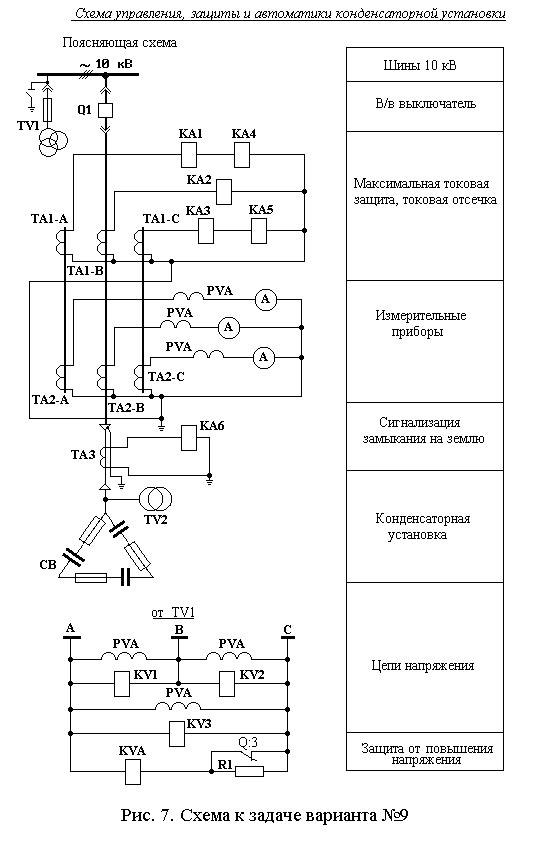 Схема управления, защиты и автоматики конденсаторной установки
Поясняющая схема
~ 10 кВ
Q1
TV1
KA1 KA4
KA2
TA1-A TA1-C KA3 KA5
TA1-B
PVA A
PVA A
PVA A
TA2-A TA2-C
TA2-B
KA6
TA3
TV2
CB
Шины 10 кВ
В/в выключатель
Максимальная токовая
защита, токовая отсечка
Измерительные
приборы
Сигнализация
замыкания на землю
Конденсаторная
установка
Цепи напряжения
Защита от повышения
напряжения
от TV1
A B C
PVA PVA
KV1 KV2
PVA
KV3
KVA Q:3
R1
Рис. 7. Схема к задаче варианта №9